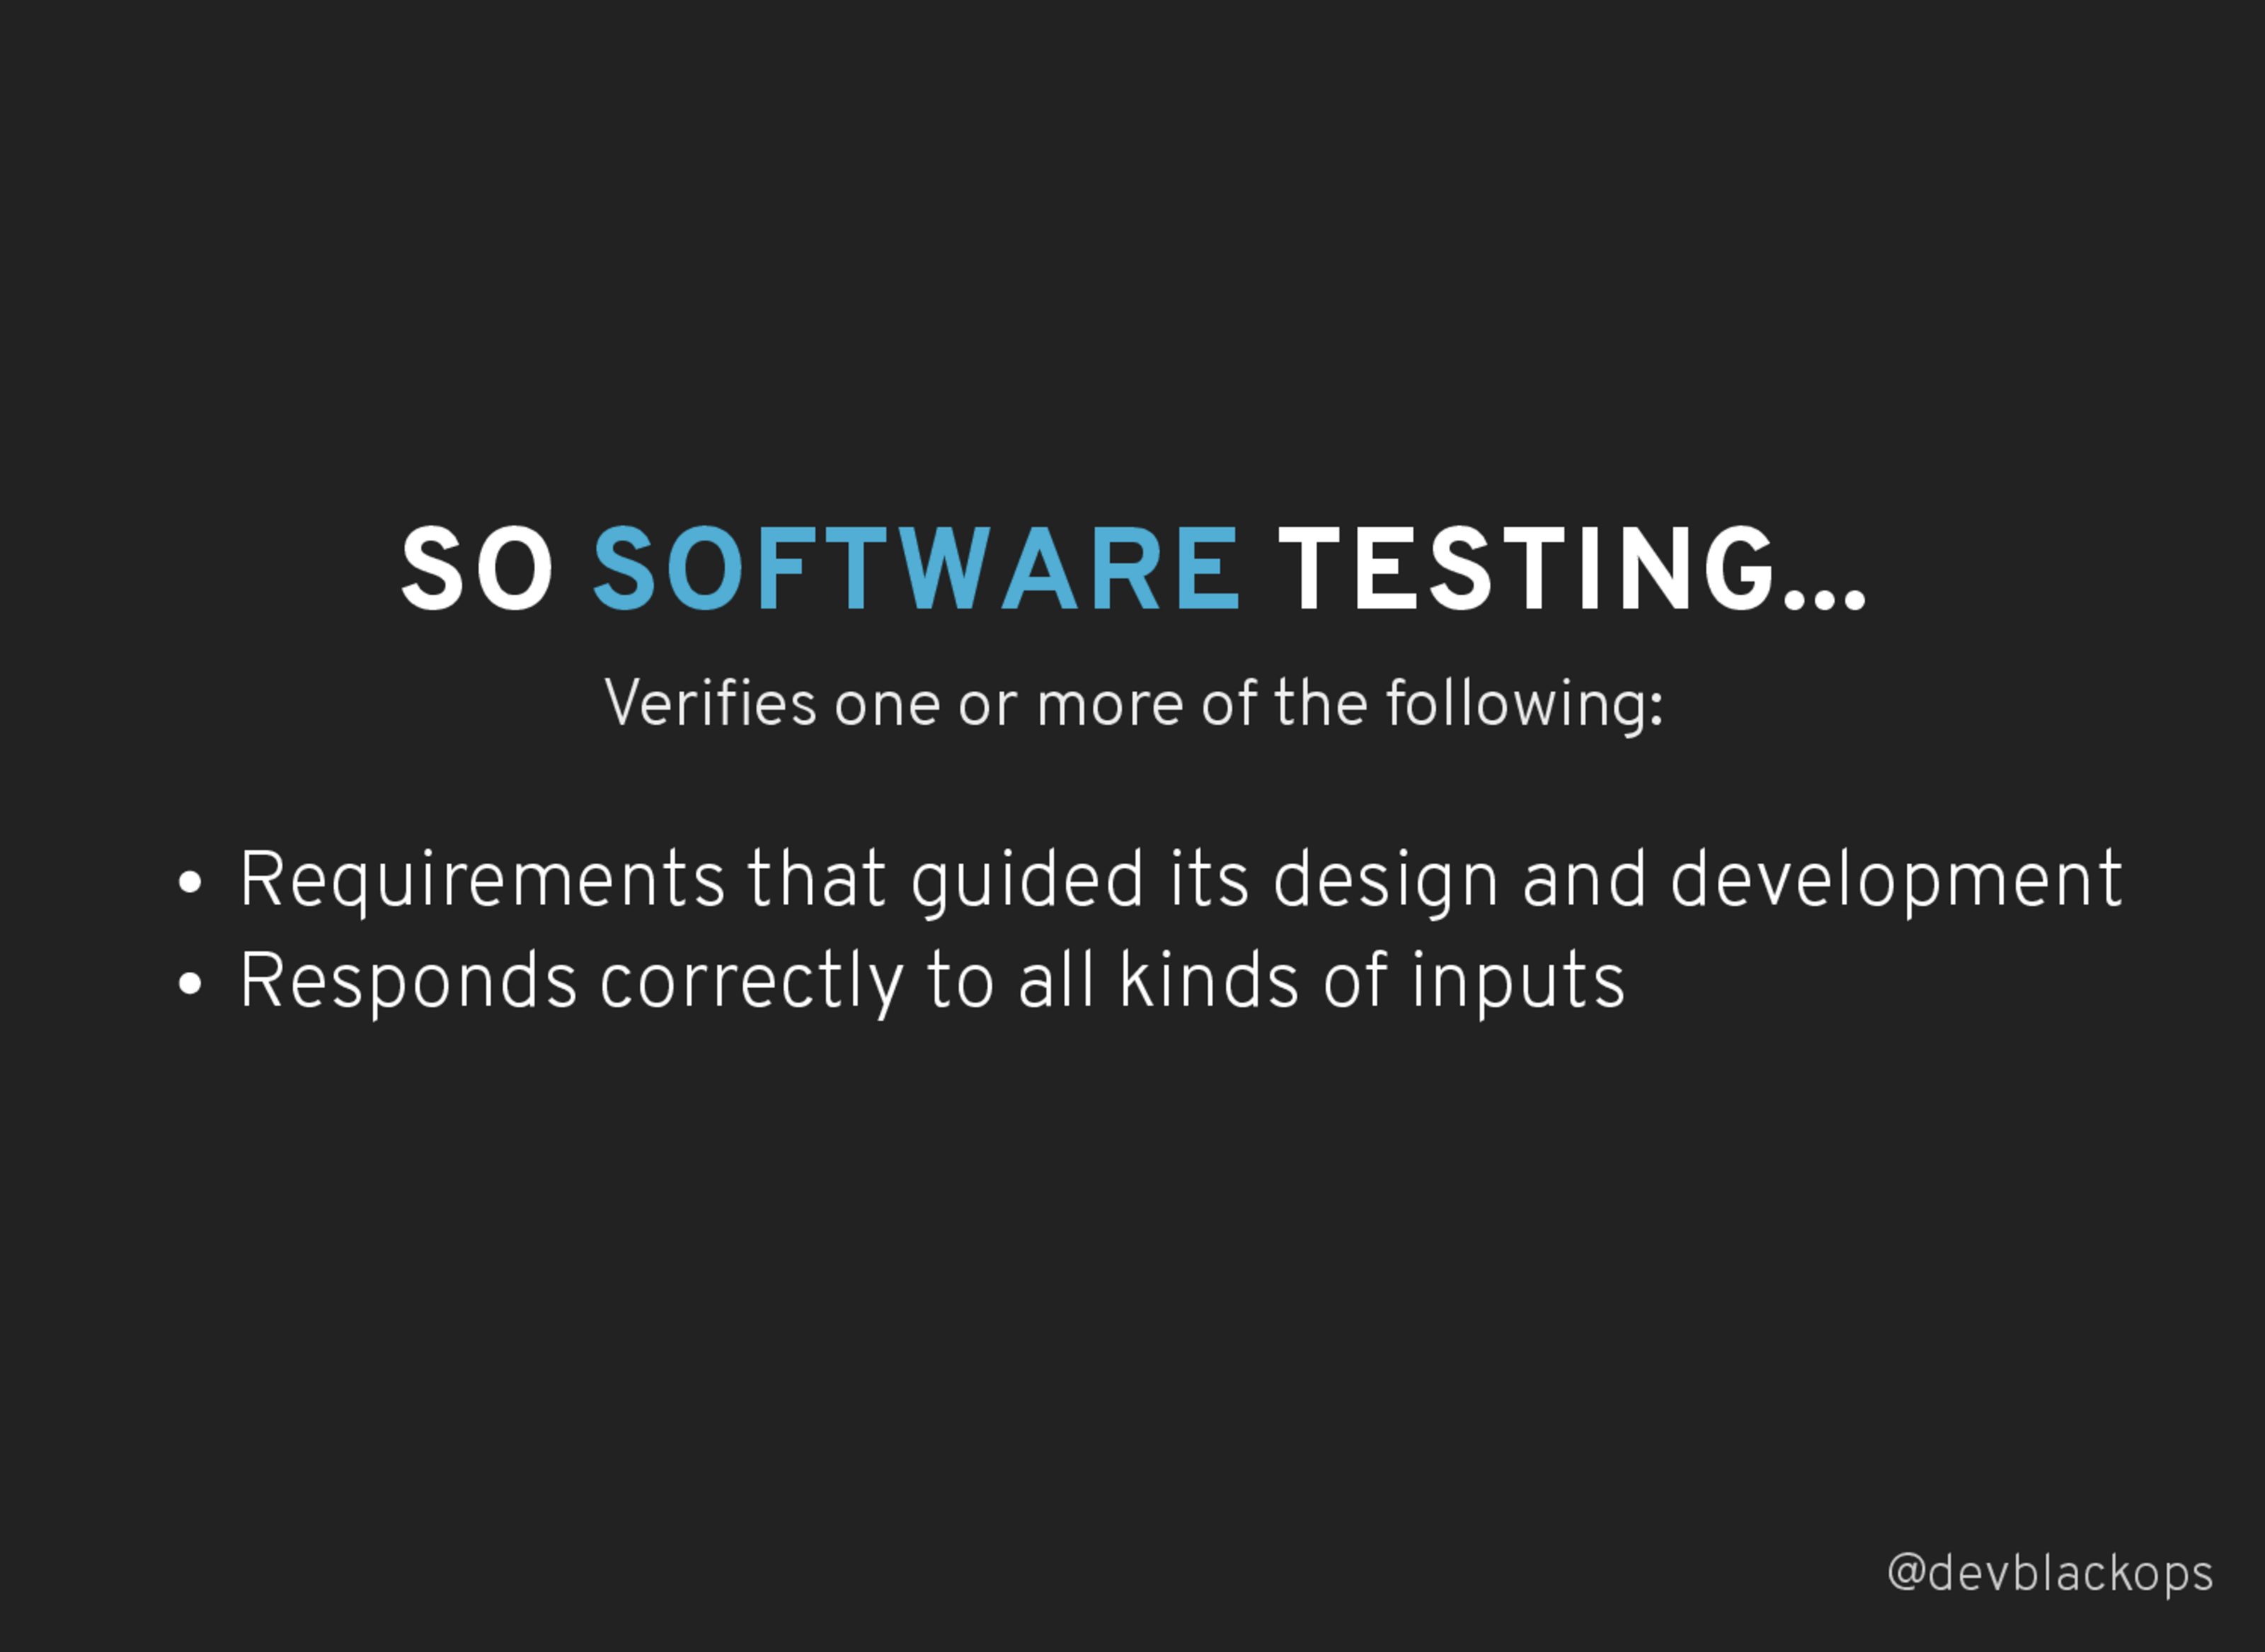 SO SOFTWARE TESTING...
Verifies one or more of the following:
• Requirements that guided its design and development
• Responds correctly to all kinds of inputs
@devblackops